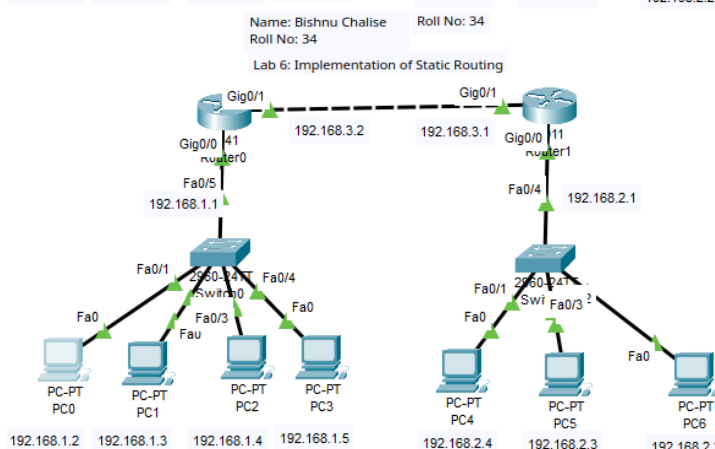 Name: Bishnu Chalise
Roll No: 34
Roll No: 34
Lab 6: Implementation of Static Routing
Gig0/1
Gig0/1
192.168.3.2
192.168.3.1
Gig0/0
41
Router0
Gig0/0
11
Router1
Fa0/5
192.168.1.1
Fa0/4
192.168.2.1
Fa0/1
2960-24TT
Switch0
Fa0/4
Fa0
Fa0/3
Fa0
Fa0/1
Fa0/3
Fa0
Fa0
PC-PT
PC0
PC-PT
PC1
PC-PT
PC2
PC-PT
PC3
PC-PT
PC4
PC-PT
PC5
PC-PT
PC6
192.168.1.2
192.168.1.3
192.168.1.4
192.168.1.5
192.168.2.4
192.168.2.3